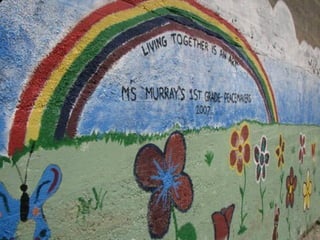 LIVING TOGETHER IS AN ART
MS MURRAY'S 1ST GRADE PEACEMAKERS
2007